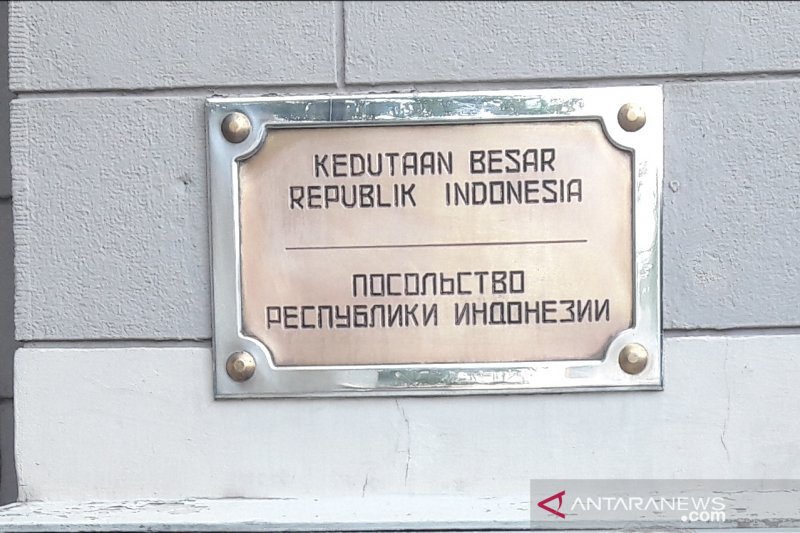 KEDUTAAN BESAR
REPUBLIK INDONESIA
ПОСОЛЬСТВО
РЕСПУБЛИКИ ИНДОНЕЗИИ
ANTARANEWS
.com